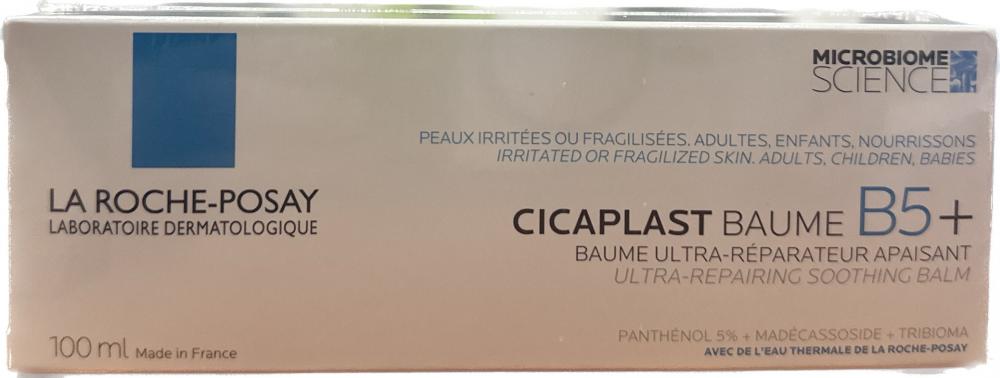 MICROBIOME
SCIENCE
PEAUX IRRITÉES OU FRAGILISÉES. ADULTES, ENFANTS, NOURRISSONS
IRRITATED OR FRAGILIZED SKIN. ADULTS, CHILDREN, BABIES
LA ROCHE-POSAY
LABORATOIRE DERMATOLOGIQUE
CICAPLAST BAUME B5+
BAUME ULTRA-RÉPARATEUR APAISANT
ULTRA-REPAIRING SOOTHING BALM
PANTHÉNOL 5% + MADÉCASSOSIDE + TRIBIOMA
AVEC DE L'EAU THERMALE DE LA ROCHE-POSAY
100 ml Made in France